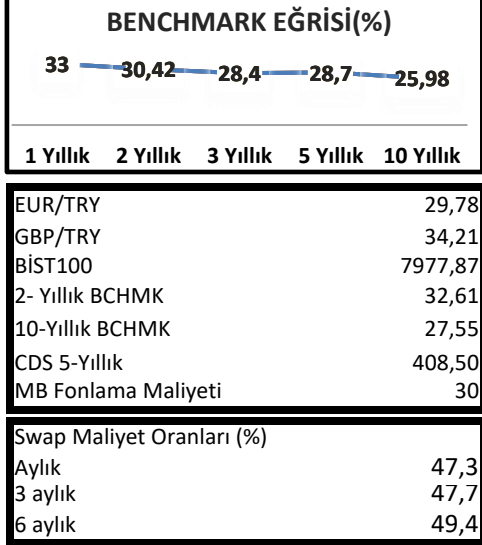 BENCHMARK EĞRİSİ(%)
33 30,42 28,4 28,7 25,98
1 Yıllık 2 Yıllık 3 Yıllık 5 Yıllık 10 Yıllık
EUR/TRY 29,78
GBP/TRY 34,21
BİST100 7977,87
2- Yıllık BCHMK 32,61
10-Yıllık BCHMK 27,55
CDS 5-Yıllık 408,50
MB Fonlama Maliyeti 30
Swap Maliyet Oranları (%)
Aylık 47,3
3 aylık 47,7
6 aylık 49,4